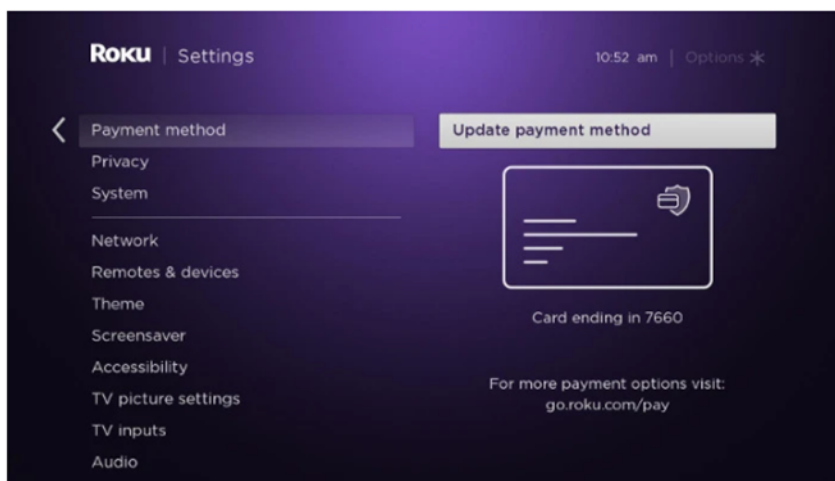 Roku | Settings
10:52 am | Options *
Payment method
Privacy
System
Network
Remotes & devices
Theme
Screensaver
Accessibility
TV picture settings
TV inputs
Audio
Update payment method
Card ending in 7660
For more payment options visit:
go.roku.com/pay